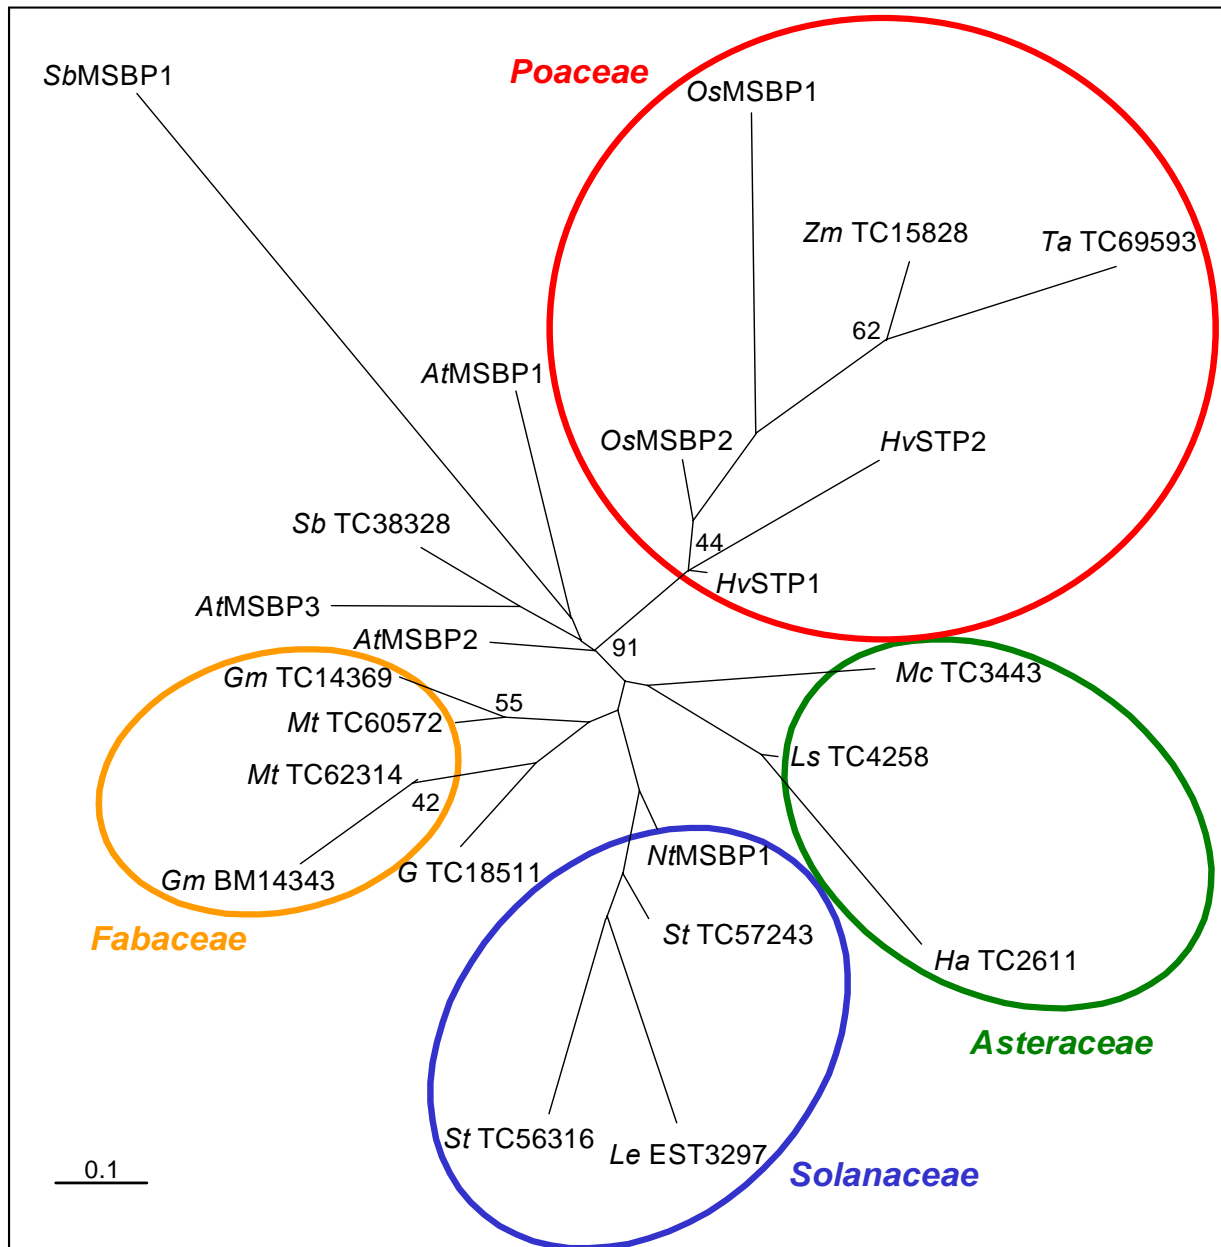 Poaceae
SbMSBP1
OsMSBP1
Zm TC15828
Ta TC69593
62
AtMSBP1
OsMSBP2
HvSTP2
Sb TC38328
44
HvSTP1
AtMSBP3
AtMSBP2
91
Gm TC14369
Mc TC3443
55
Mt TC60572
Ls TC4258
Mt TC62314
42
NtMSBP1
G TC18511
Gm BM14343
Fabaceae
St TC57243
Ha TC2611
Asteraceae
St TC56316
Le EST3297
0.1
Solanaceae